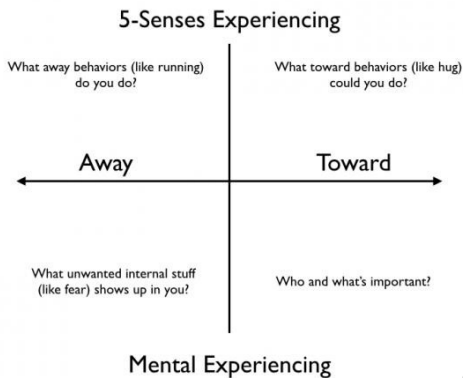 5-Senses Experiencing
What away behaviors (like running)
do you do?
What toward behaviors (like hug)
could you do?
Away
Toward
What unwanted internal stuff
(like fear) shows up in you?
Who and what's important?
Mental Experiencing